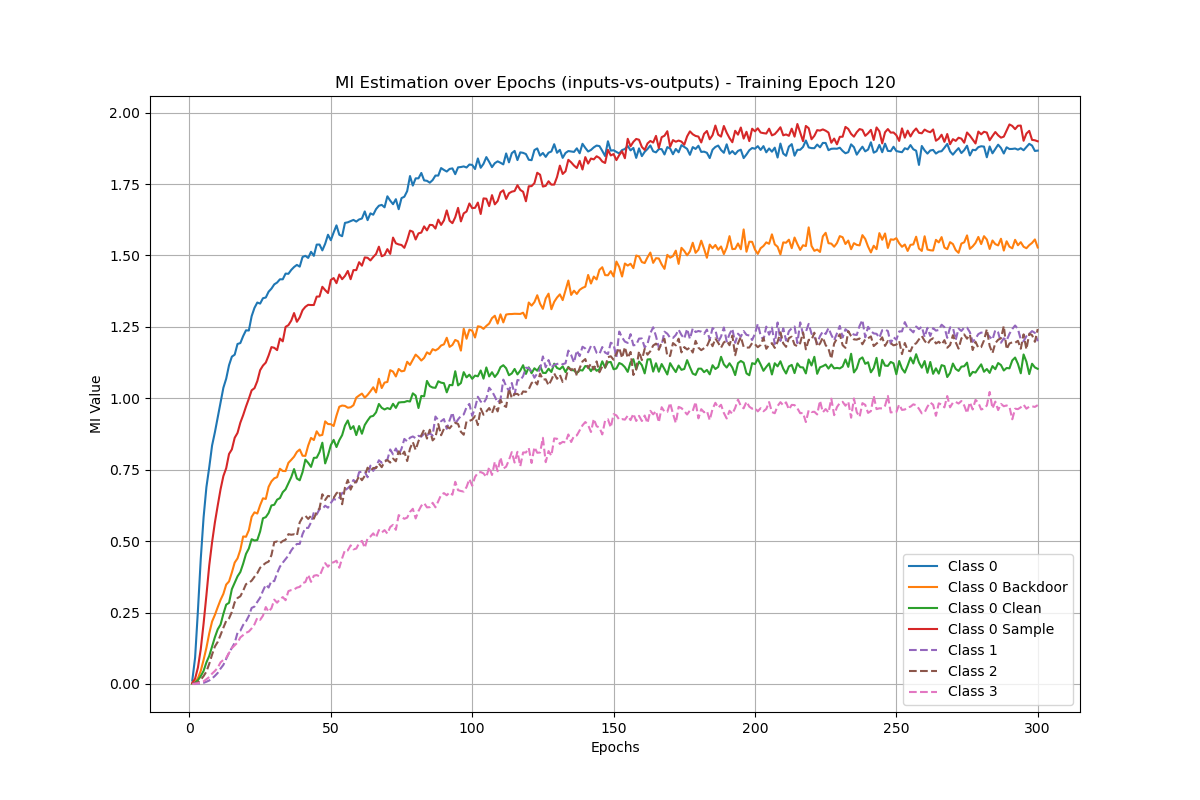 MI Estimation over Epochs (inputs-vs-outputs) - Training Epoch 120
MI Value
2.00
1.75
1.50
1.25
1.00
0.75
0.50
0.25
0.00
0 50 100 150 200 250 300
Epochs
Class 0
Class 0 Backdoor
Class 0 Clean
Class 0 Sample
Class 1
Class 2
Class 3